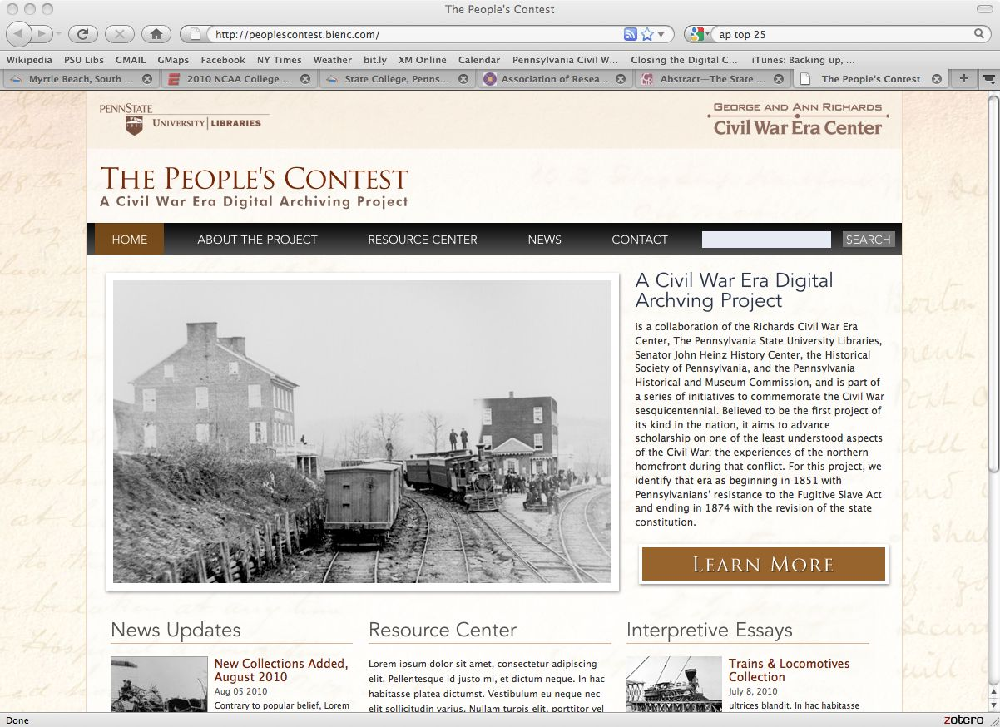 The People's Contest
http://peoplescontest.bienc.com/
ap top 25
Wikipedia PSU Libs GMAIL GMaps Facebook NY Times Weather bit.ly XM Online Calendar Pennsylvania Civil W... Closing the Digital C... iTunes: Backing up, ...
Myrtle Beach, South ... 2010 NCAA College ... State College, Penns... Association of Resea... Abstract—The State ... The People's Contest
PENNSTATE
1855
UNIVERSITY | LIBRARIES
GEORGE AND ANN RICHARDS
Civil War Era Center
THE PEOPLE'S CONTEST
A Civil War Era Digital Archiving Project
HOME ABOUT THE PROJECT RESOURCE CENTER NEWS CONTACT SEARCH
A Civil War Era Digital
Archving Project
is a collaboration of the Richards Civil War Era
Center, The Pennsylvania State University Libraries,
Senator John Heinz History Center, the Historical
Society of Pennsylvania, and the Pennsylvania
Historical and Museum Commission, and is part of
a series of initiatives to commemorate the Civil War
sesquicentennial. Believed to be the first project of
its kind in the nation, it aims to advance
scholarship on one of the least understood aspects
of the Civil War: the experiences of the northern
homefront during that conflict. For this project, we
identify that era as beginning in 1851 with
Pennsylvanians' resistance to the Fugitive Slave Act
and ending in 1874 with the revision of the state
constitution.
LEARN MORE
News Updates
New Collections Added,
August 2010
Aug 05 2010
Contrary to popular belief, Lorem
Resource Center
Lorem ipsum dolor sit amet, consectetur adipiscing
elit. Pellentesque id justo mi, et dictum neque. In hac
habitasse platea dictumst. Vestibulum eu neque nec
elit sollicitudin varius. Nullam turpis elit, porttitor vel
Interpretive Essays
Trains & Locomotives
Collection
July 8, 2010
ultrices blandit. In hac habitasse
Done
zotero